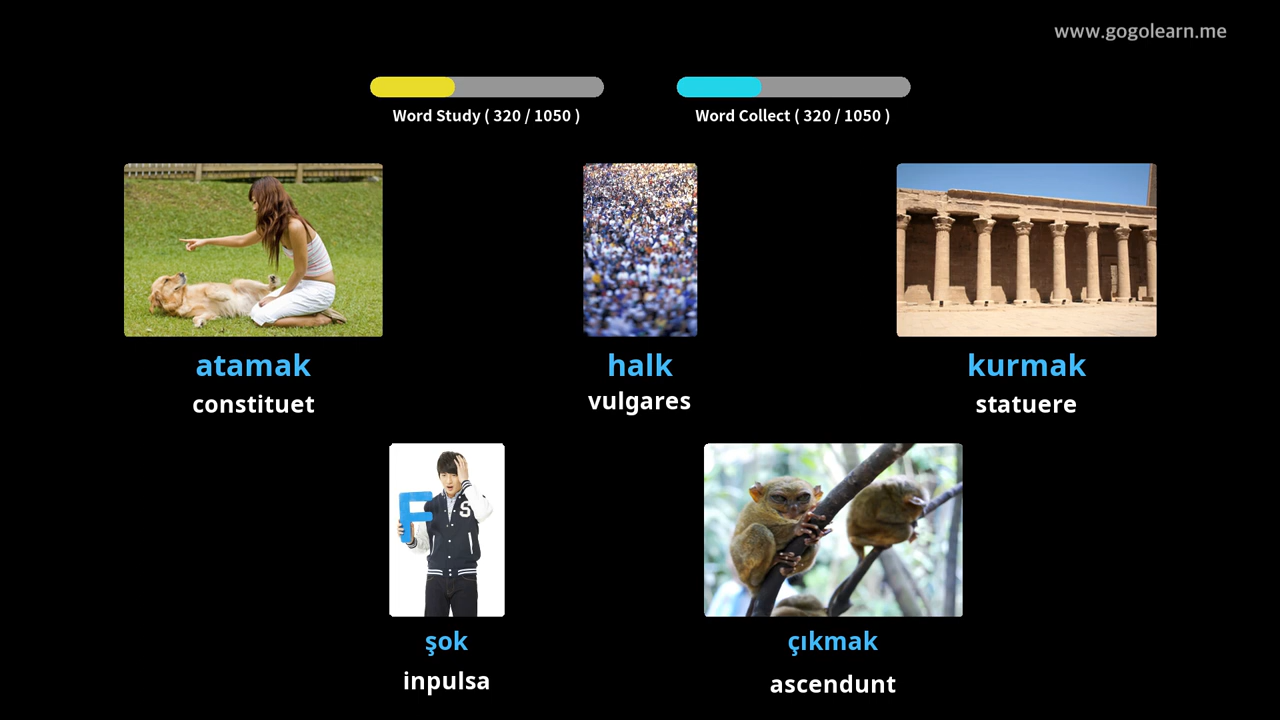 www.gogolearn.me
Word Study ( 320 / 1050 )
Word Collect ( 320 / 1050 )
atamak
constituet
halk
vulgares
kurmak
statuere
F
S
şok
inpulsa
çıkmak
ascendunt